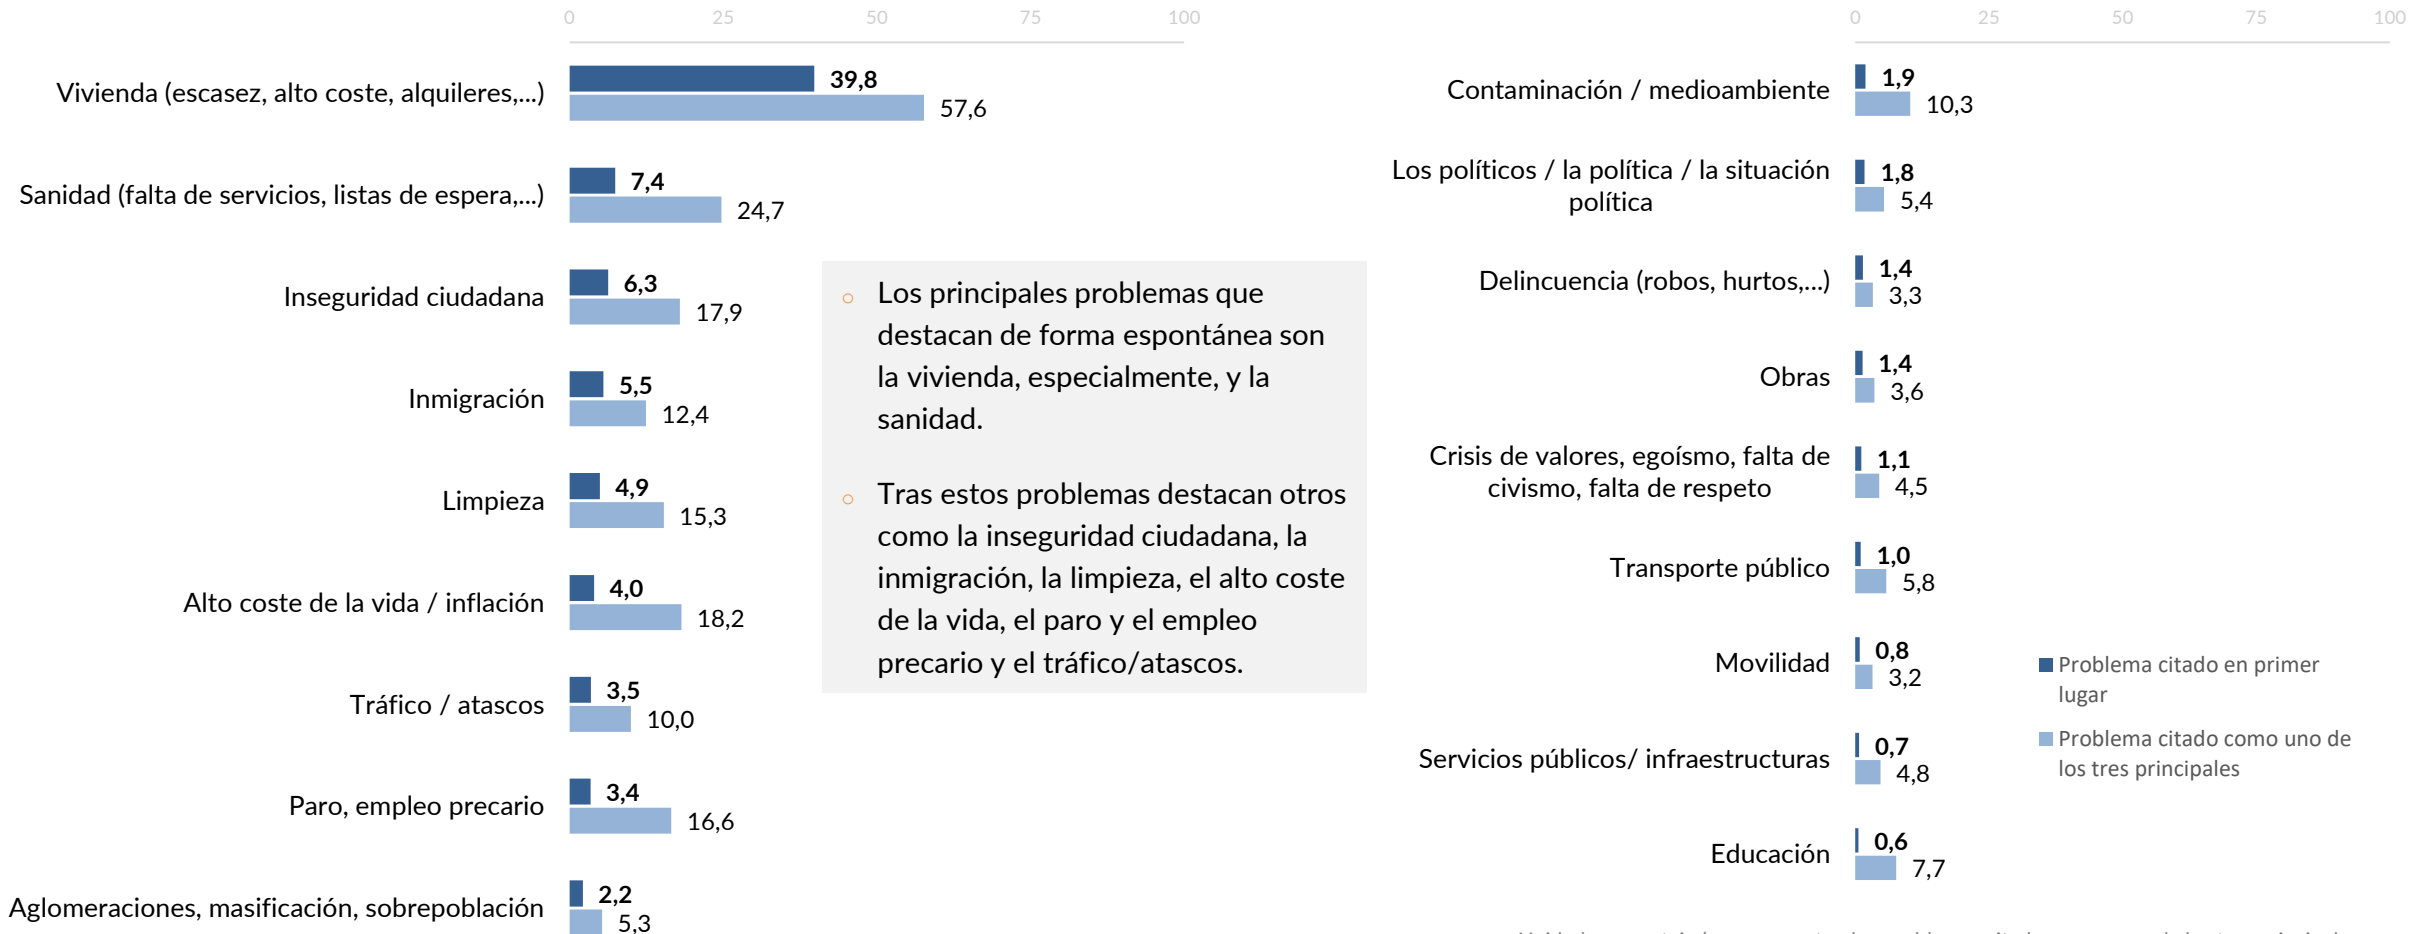 0 25 50 75 100
Vivienda (escasez, alto coste, alquileres,...)
39,8
57,6
Sanidad (falta de servicios, listas de espera,...)
7,4
24,7
Inseguridad ciudadana
6,3
17,9
Inmigración
5,5
12,4
Limpieza
4,9
15,3
Alto coste de la vida / inflación
4,0
18,2
Tráfico / atascos
3,5
10,0
Paro, empleo precario
3,4
16,6
Aglomeraciones, masificación, sobrepoblación
2,2
5,3
Los principales problemas que
destacan de forma espontánea son
la vivienda, especialmente, y la
sanidad.
Tras estos problemas destacan otros
como la inseguridad ciudadana, la
inmigración, la limpieza, el alto coste
de la vida, el paro y el empleo
precario y el tráfico/atascos.
0 25 50 75 100
Contaminación / medioambiente
1,9
10,3
Los políticos / la política / la situación
política
1,8
5,4
Delincuencia (robos, hurtos,...)
1,4
3,3
Obras
1,4
3,6
Crisis de valores, egoísmo, falta de
civismo, falta de respeto
1,1
4,5
Transporte público
1,0
5,8
Movilidad
0,8
3,2
Servicios públicos/ infraestructuras
0,7
4,8
Educación
0,6
7,7
Problema citado en primer
lugar
Problema citado como uno de
los tres principales